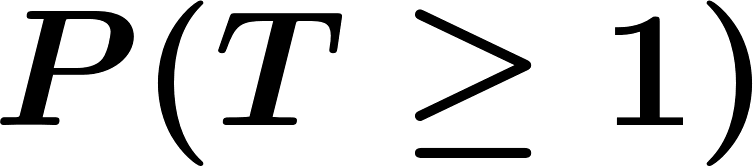 P(T ≥ 1)